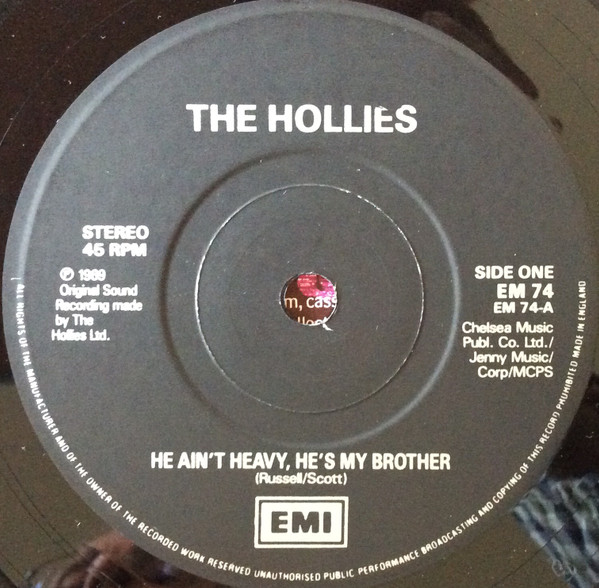 THE HOLLIES
STEREO
45 RPM
℗ 1969
Original Sound
Recording made
by The
Hollies Ltd.
SIDE ONE
EM 74
EM 74-A
Chelsea Music
Publ. Co. Ltd./
Jenny Music/
Corp/MCPS
m, cass
HE AIN'T HEAVY, HE'S MY BROTHER
(Russell/Scott)
EMI
ALL RIGHTS OF THE MANUFACTURER AND OF THE OWNER OF THE RECORDED WORK RESERVED UNAUTHORISED PUBLIC PERFORMANCE BROADCASTING AND COPYING OF THIS RECORD PROHIBITED MADE IN ENGLAND